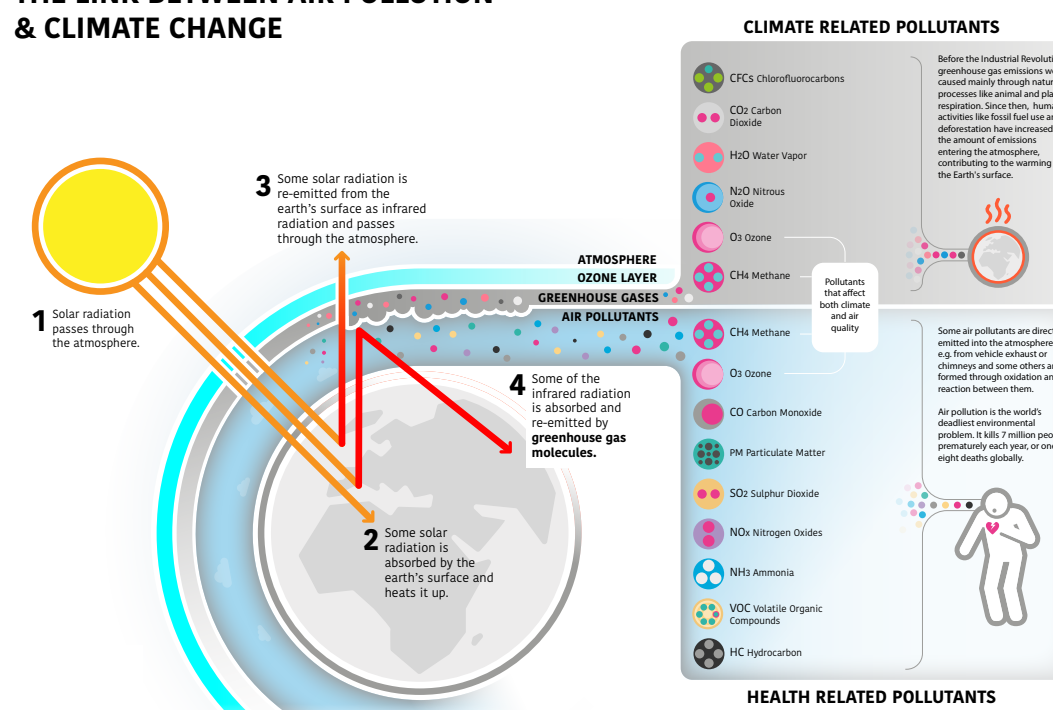 THE LINK BETWEEN AIR POLLUTION
& CLIMATE CHANGE
1 Solar radiation
passes through
the atmosphere.
3 Some solar radiation is
re-emitted from the
earth's surface as infrared
radiation and passes
through the atmosphere.
ATMOSPHERE
OZONE LAYER
GREENHOUSE GASES
AIR POLLUTANTS
4 Some of the
infrared radiation
is absorbed and
re-emitted by
greenhouse gas
molecules.
2 Some solar
radiation is
absorbed by the
earth's surface and
heats it up.
CLIMATE RELATED POLLUTANTS
CFCs Chlorofluorocarbons
CO2 Carbon
Dioxide
H2O Water Vapor
N2O Nitrous
Oxide
O3 Ozone
CH4 Methane
Pollutants
that affect
both climate
and air
quality
CH4 Methane
O3 Ozone
CO Carbon Monoxide
PM Particulate Matter
SO2 Sulphur Dioxide
NOx Nitrogen Oxides
NH3 Ammonia
VOC Volatile Organic
Compounds
HC Hydrocarbon
Before the Industrial
greenhouse gas emissions
caused mainly through
processes like animal and
respiration. Since then,
activities like fossil fuel use
deforestation have increased
the amount of emissions
entering the atmosphere,
contributing to the warming
the Earth's surface.
Some air pollutants are
emitted into the atmosphere
e.g. from vehicle exhaust or
chimneys and some others
formed through oxidation
reaction between them.
Air pollution is the world's
deadliest environmental
problem. It kills 7 million
prematurely each year, or
eight deaths globally.
HEALTH RELATED POLLUTANTS